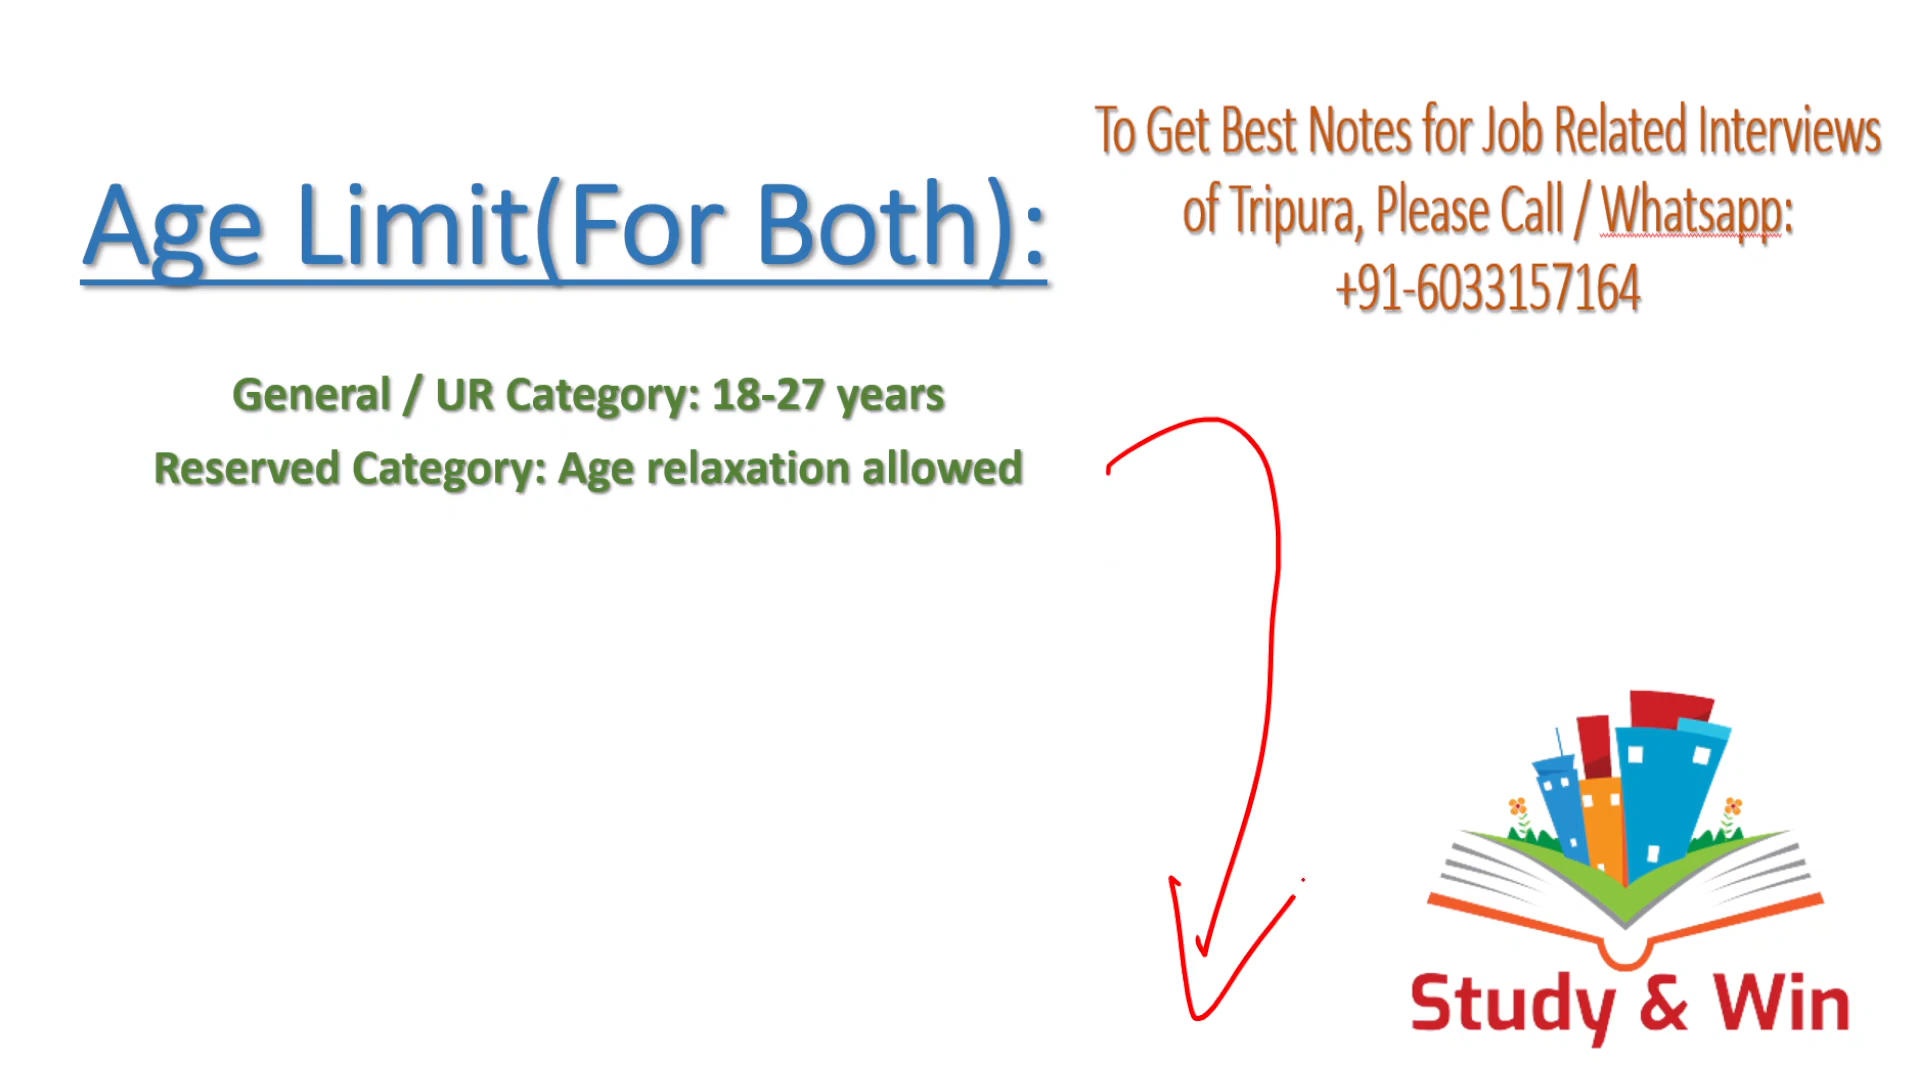 To Get Best Notes for Job Related Interviews
of Tripura, Please Call / Whatsapp:
+91-6033157164
Age Limit(For Both):
General / UR Category: 18-27 years
Reserved Category: Age relaxation allowed
Study & Win